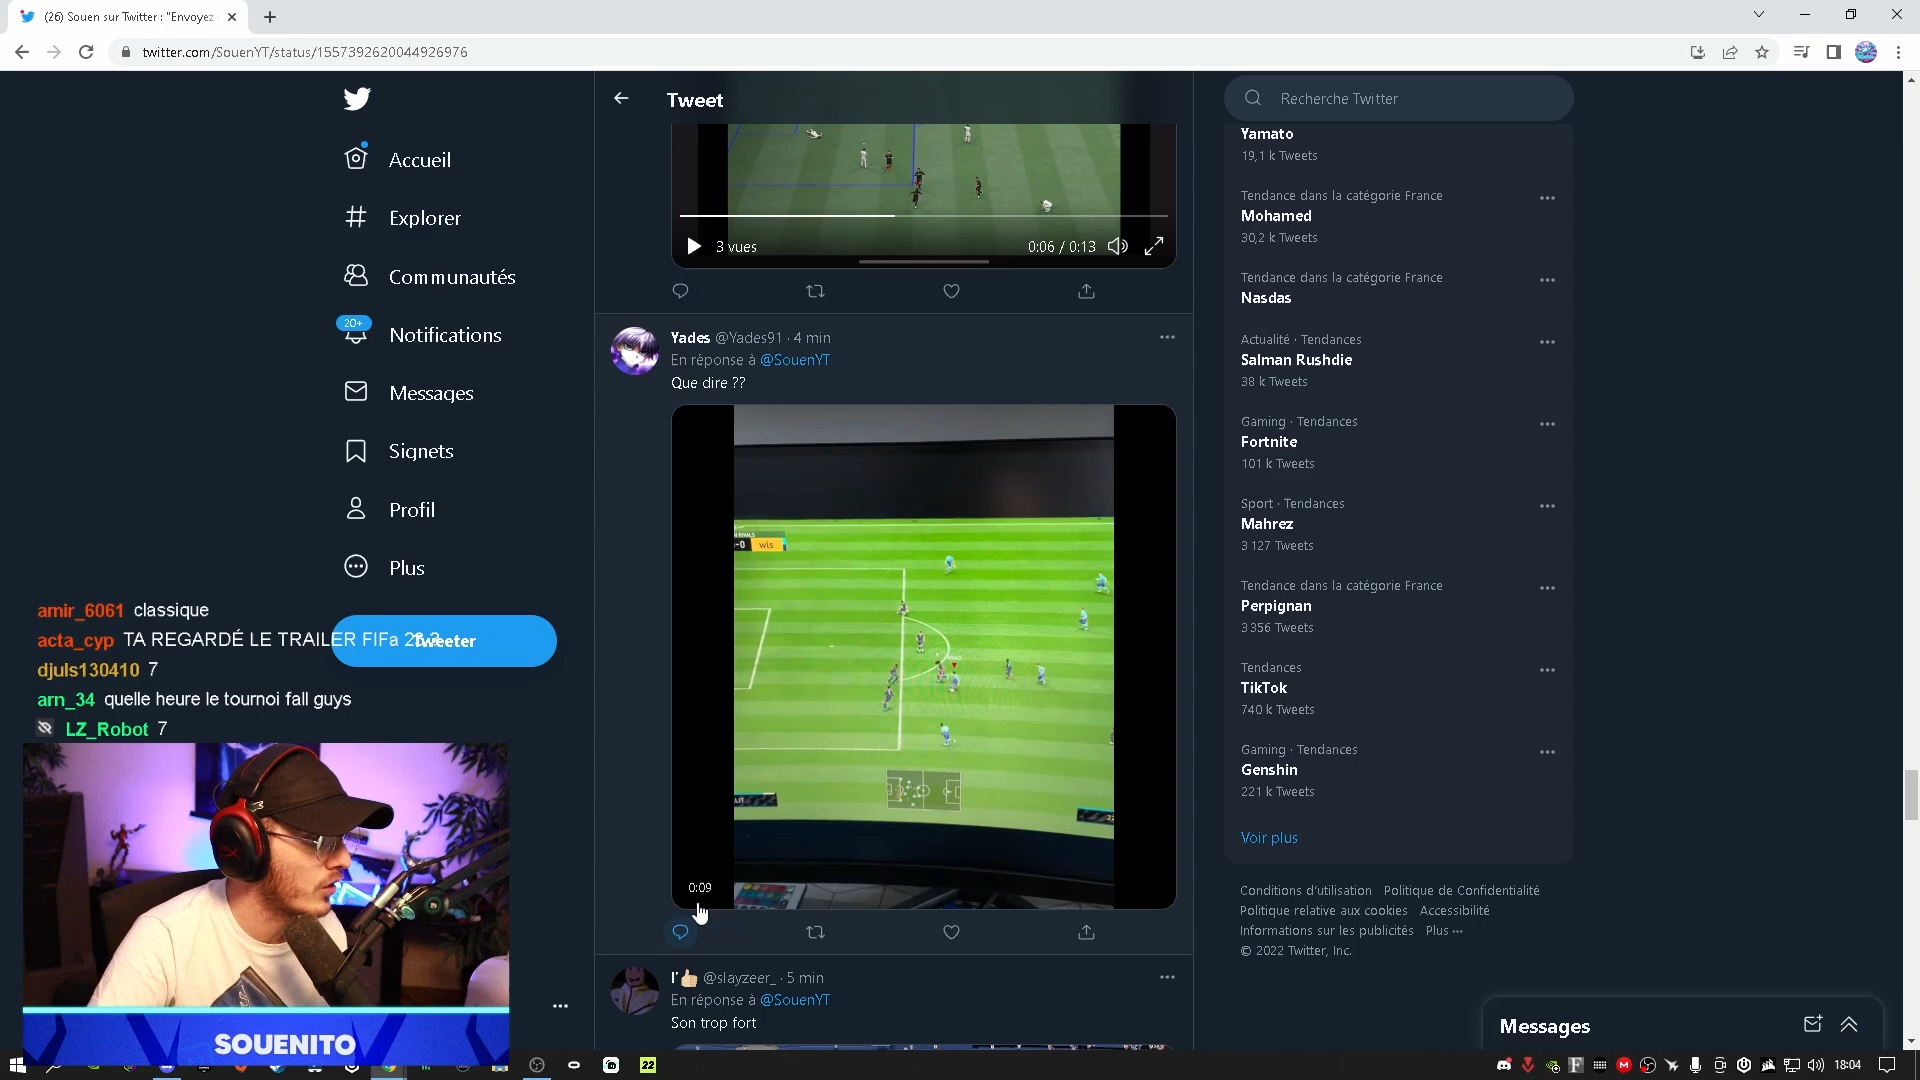 (26) Souen sur Twitter : "Envoyez
twitter.com/SouenYT/status/1557392620044926976
Accueil
Explorer
Communautés
20+
Notifications
Messages
Signets
Profil
Plus
Tweeter
amir_6061 classique
acta_cyp TA REGARDÉ LE TRAILER FIFa
djuls130410 7
arn_34 quelle heure le tournoi fall guys
LZ_Robot 7
SOUENITO
Tweet
3 vues
0:06 / 0:13
Yades @Yades91 · 4 min
En réponse à @SouenYT
Que dire ??
-0 wls
0:09
@slayzeer_ · 5 min
En réponse à @SouenYT
Son trop fort
Recherche Twitter
Yamato
19,1 k Tweets
Tendance dans la catégorie France
Mohamed
30,2 k Tweets
Tendance dans la catégorie France
Nasdas
Actualité · Tendances
Salman Rushdie
38 k Tweets
Gaming · Tendances
Fortnite
101 k Tweets
Sport · Tendances
Mahrez
3 127 Tweets
Tendance dans la catégorie France
Perpignan
3 356 Tweets
Tendances
TikTok
740 k Tweets
Gaming · Tendances
Genshin
221 k Tweets
Voir plus
Conditions d'utilisation Politique de Confidentialité
Politique relative aux cookies Accessibilité
Informations sur les publicités Plus ···
© 2022 Twitter, Inc.
Messages
22
18:04